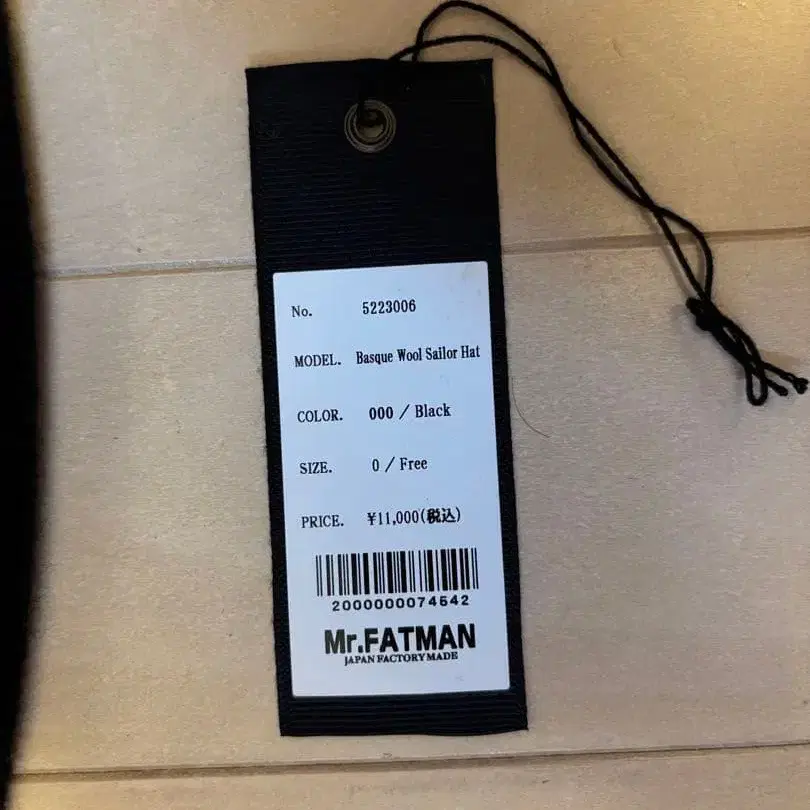 No. 5223006
MODEL. Basque Wool Sailor Hat
COLOR. 000 / Black
SIZE. 0 / Free
PRICE. ¥11,000(税込)
2000000074542
Mr.FATMAN
JAPAN FACTORY MADE